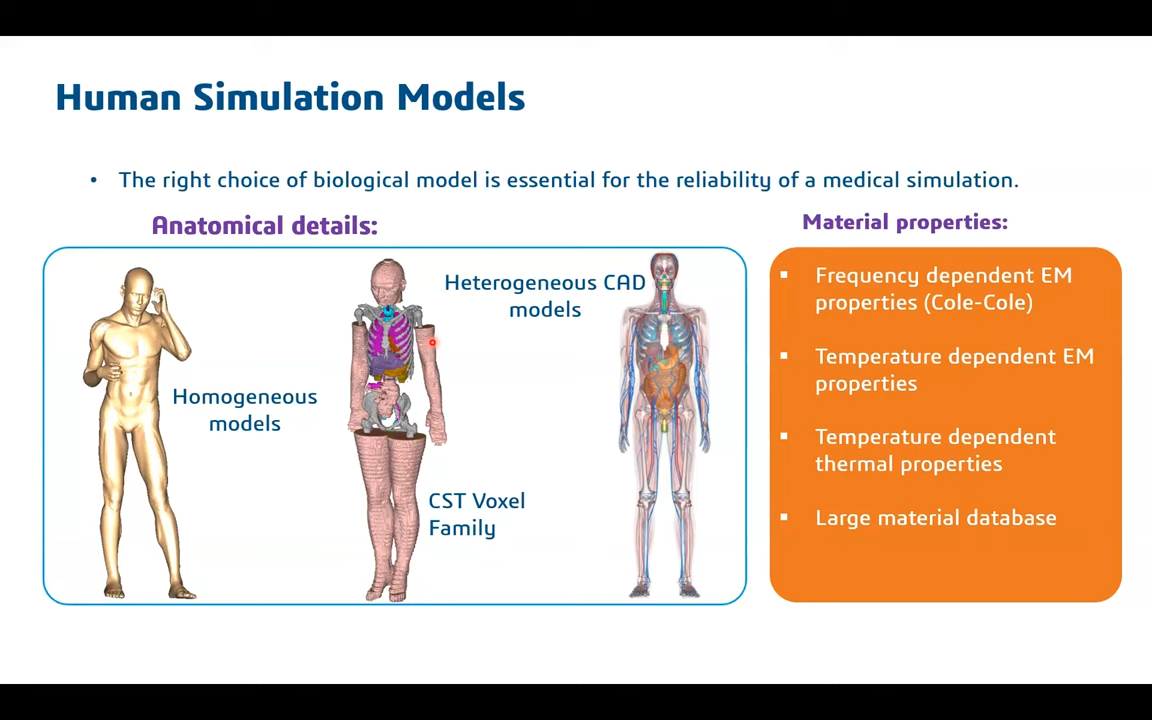 Human Simulation Models
• The right choice of biological model is essential for the reliability of a medical simulation.
Anatomical details:
Homogeneous
models
CST Voxel
Family
Heterogeneous CAD
models
Material properties:
▪ Frequency dependent EM
properties (Cole-Cole)
▪ Temperature dependent EM
properties
▪ Temperature dependent
thermal properties
▪ Large material database